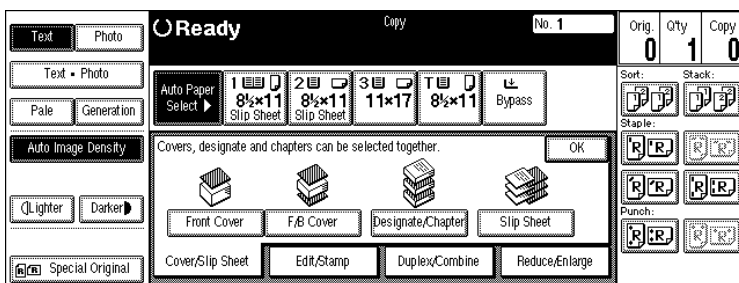 Text Photo
Text • Photo
Pale Generation
Auto Image Density
Lighter Darker
Special Original
Ready
Copy
No. 1
Auto Paper Select
1 8½×11 Slip Sheet
2 8½×11 Slip Sheet
3 11×17
T 8½×11
Bypass
Covers, designate and chapters can be selected together.
OK
Front Cover F/B Cover Designate/Chapter Slip Sheet
Cover/Slip Sheet Edit/Stamp Duplex/Combine Reduce/Enlarge
Orig. Q'ty Copy
0 1 0
Sort: Stack:
Staple:
Punch: